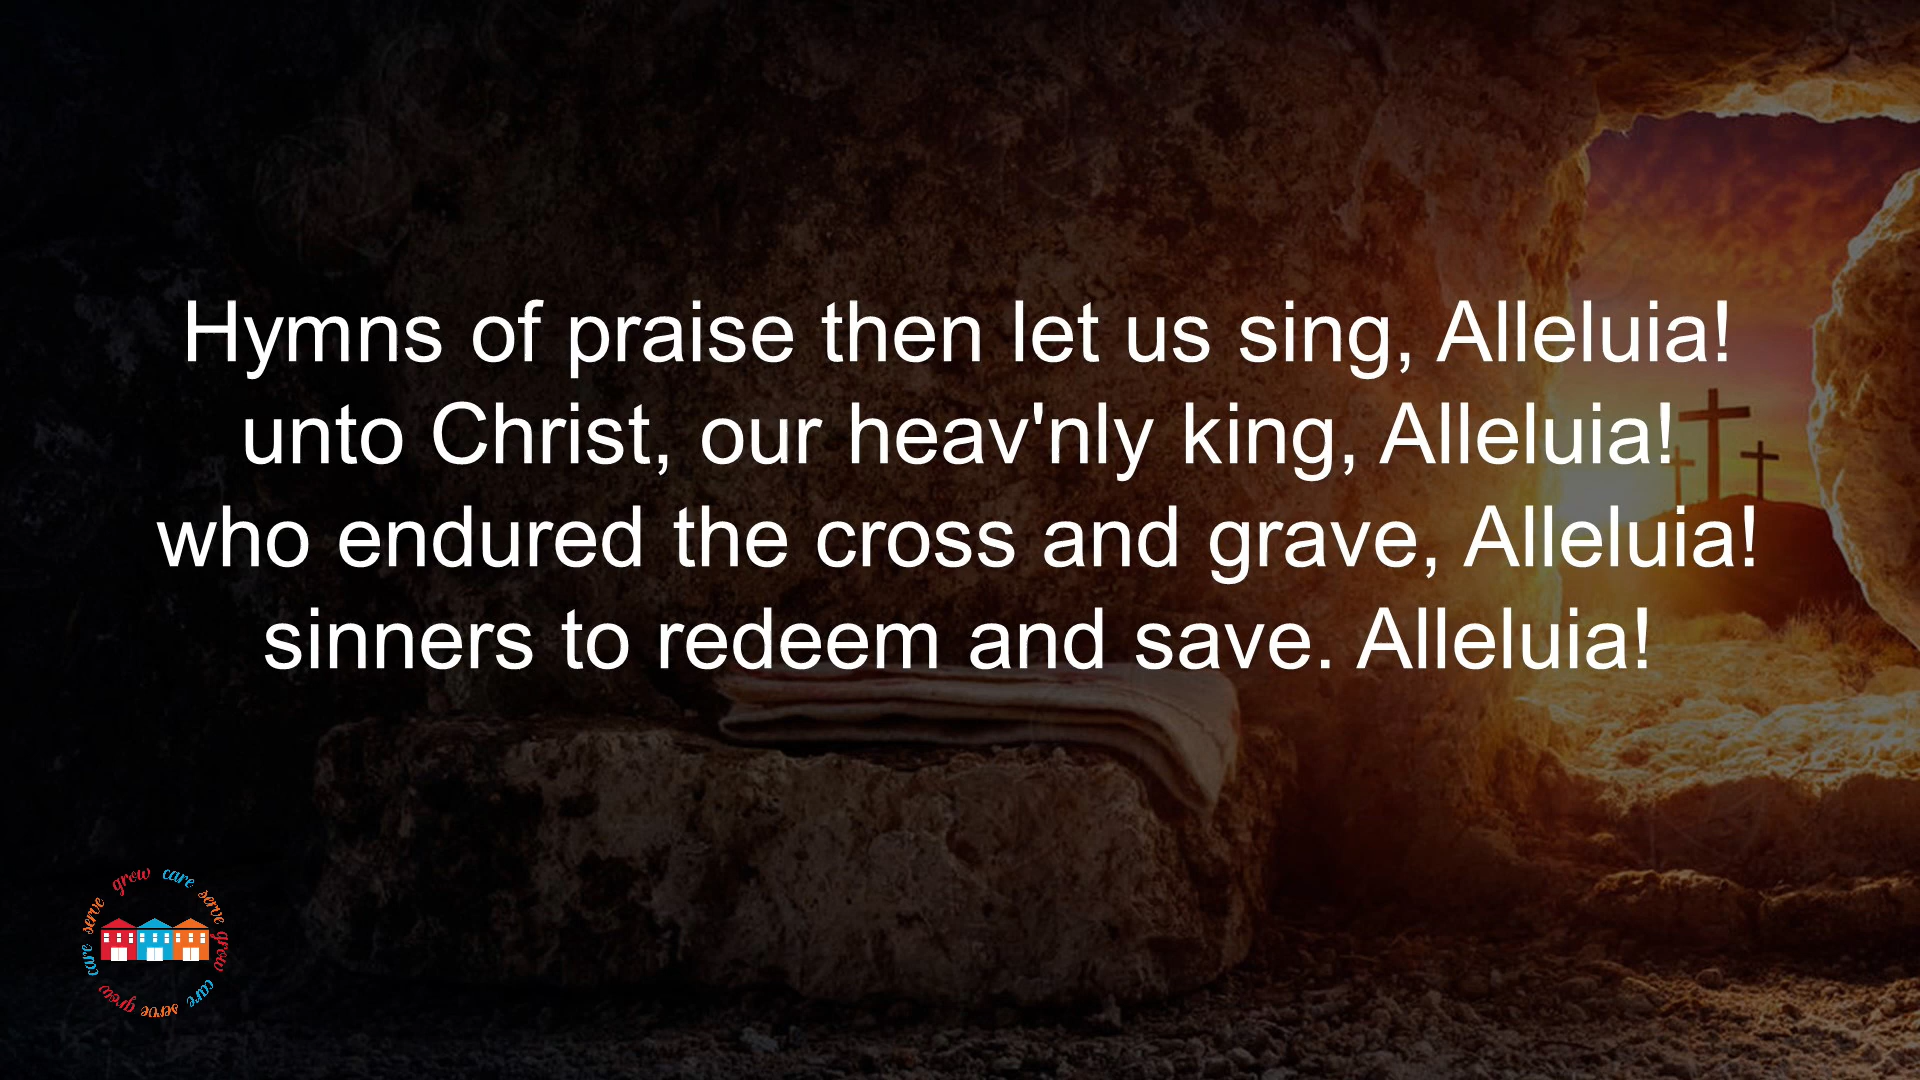 Hymns of praise then let us sing, Alleluia!
unto Christ, our heav'nly king, Alleluia!
who endured the cross and grave, Alleluia!
sinners to redeem and save. Alleluia!
grow care serve grow care serve grow care serve